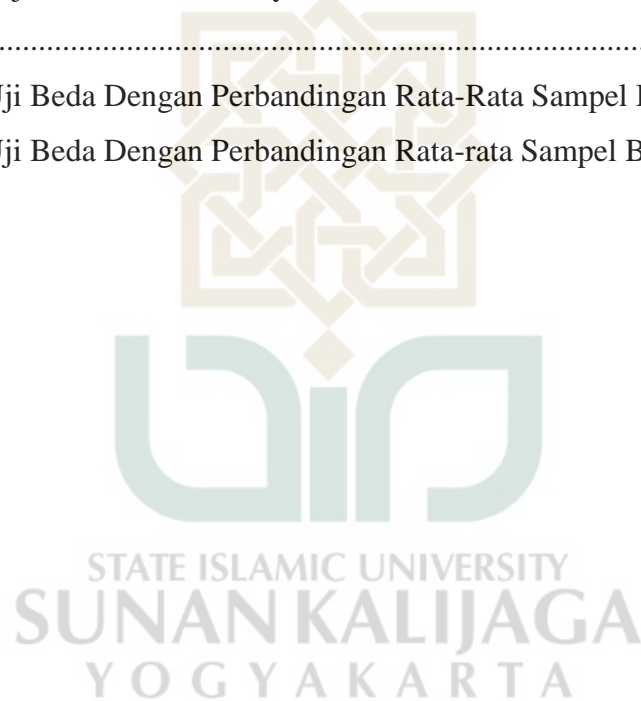 .....................................................................................
Uji Beda Dengan Perbandingan Rata-Rata Sampel
Uji Beda Dengan Perbandingan Rata-rata Sampel B
STATE ISLAMIC UNIVERSITY
SUNAN KALIJAGA
YOGYAKARTA